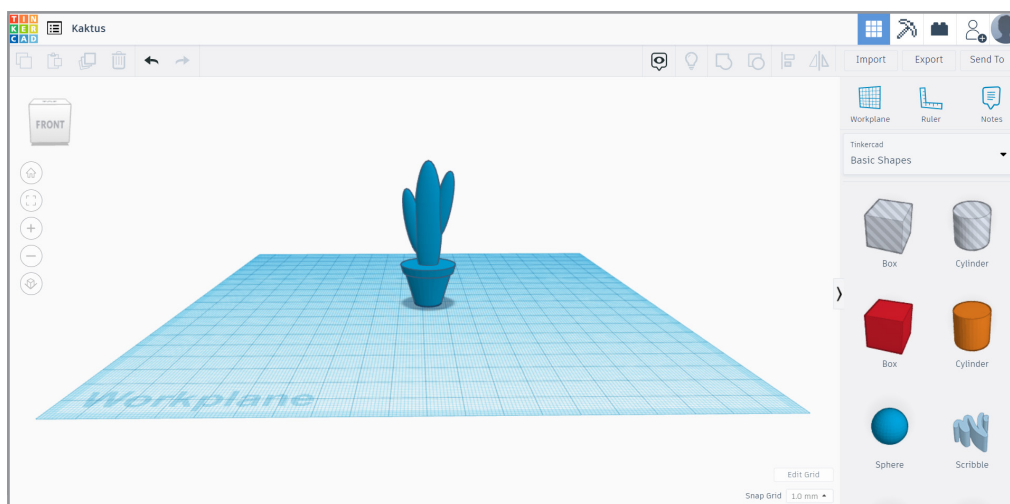 TIN
KER
CAD
Kaktus
Import
Export
Send To
FRONT
Workplane
Ruler
Notes
Tinkercad
Basic Shapes
Box
Cylinder
Box
Cylinder
Sphere
Scribble
Workplane
Edit Grid
Snap Grid 1.0 mm